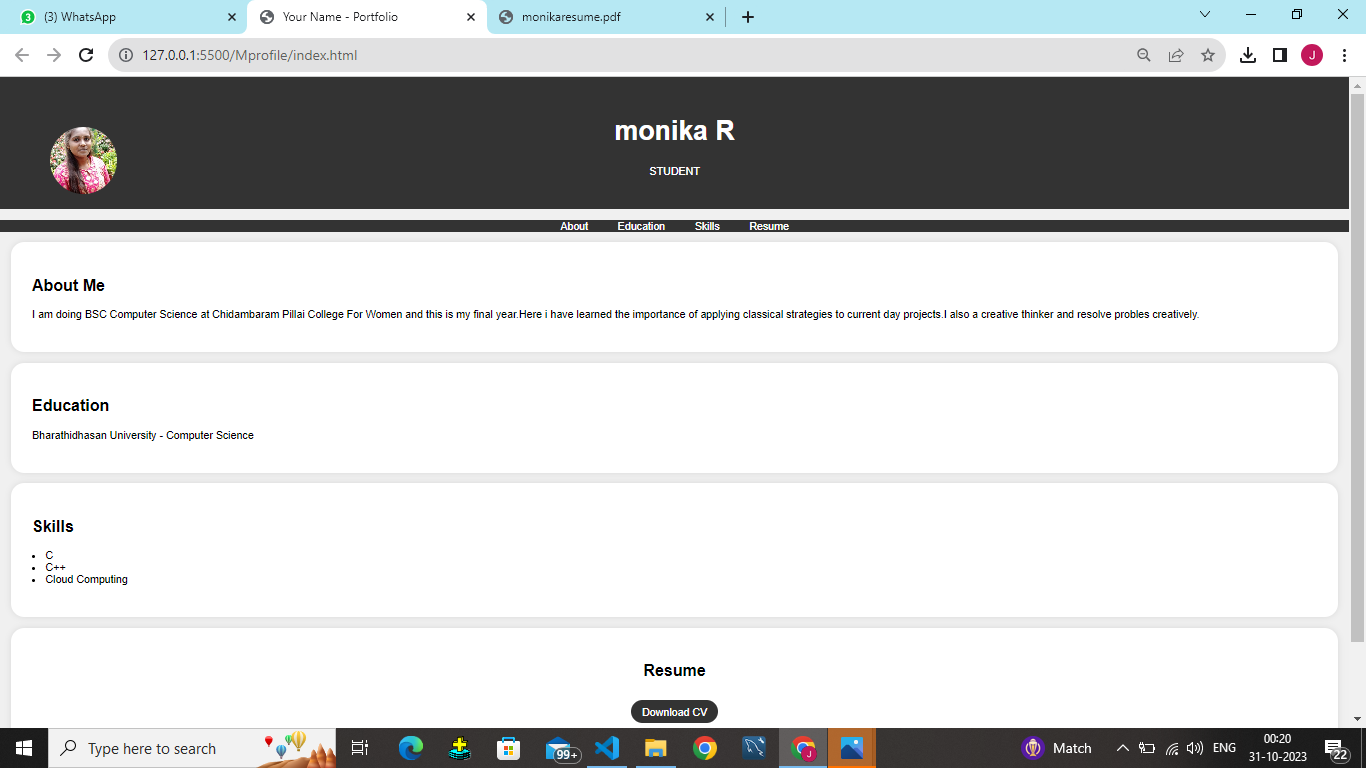 (3) WhatsApp
Your Name - Portfolio
monikaresume.pdf
127.0.0.1:5500/Mprofile/index.html
J
monika R
STUDENT
About Education Skills Resume
About Me
I am doing BSC Computer Science at Chidambaram Pillai College For Women and this is my final year.Here i have learned the importance of applying classical strategies to current day projects.I also a creative thinker and resolve probles creatively.
Education
Bharathidhasan University - Computer Science
Skills
C
C++
Cloud Computing
Resume
Download CV
Type here to search
99+
J
Match
ENG
00:20
31-10-2023
22